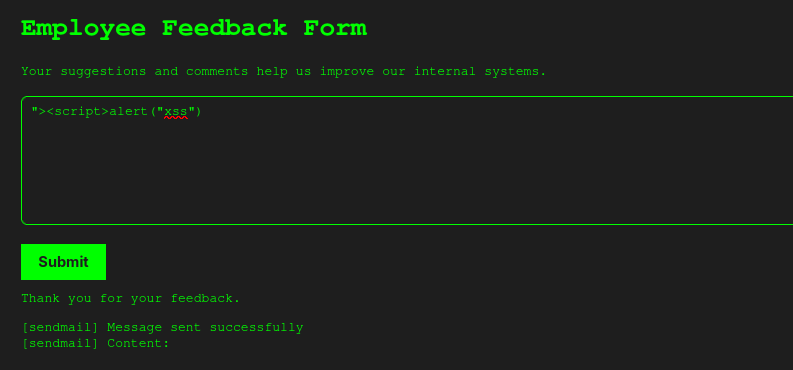 Employee Feedback Form
Your suggestions and comments help us improve our internal systems.
"><script>alert("xss")
Submit
Thank you for your feedback.
[sendmail] Message sent successfully
[sendmail] Content: